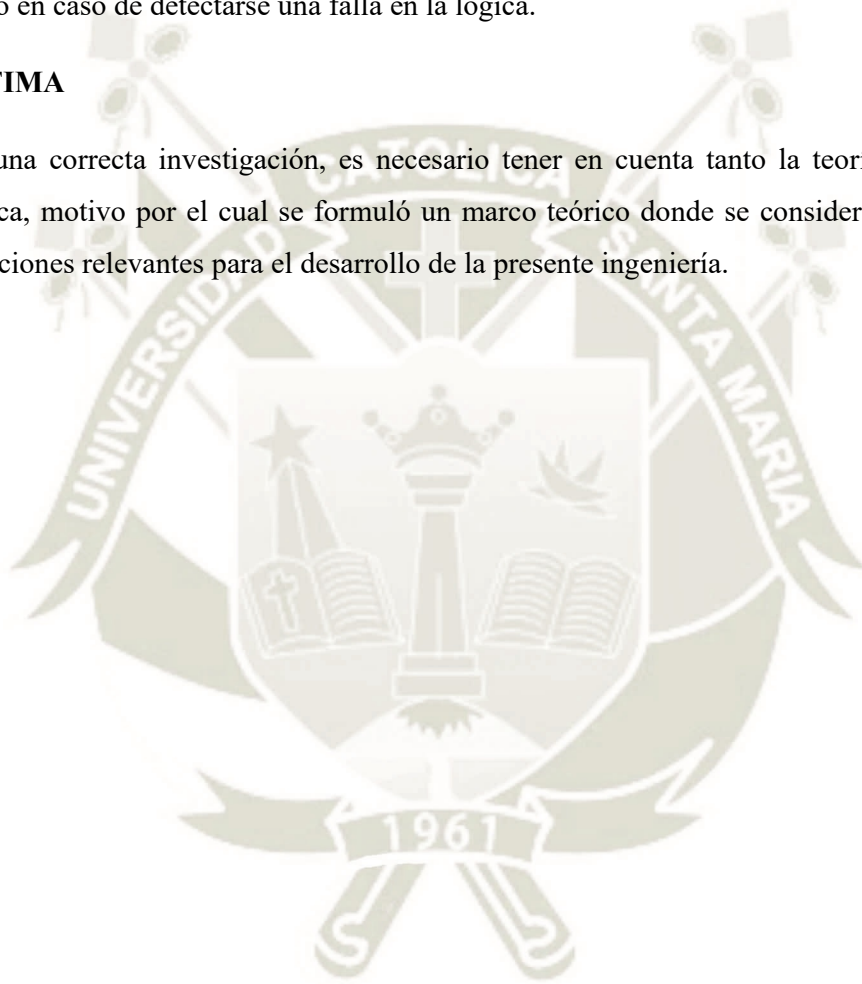 o en caso de detectarse una falla en la lógica.
TIMA
una correcta investigación, es necesario tener en cuenta tanto la teorí
ca, motivo por el cual se formuló un marco teórico donde se consider
ciones relevantes para el desarrollo de la presente ingeniería.
UNIVERSIDAD CATOLICA SANTA MARIA
1961